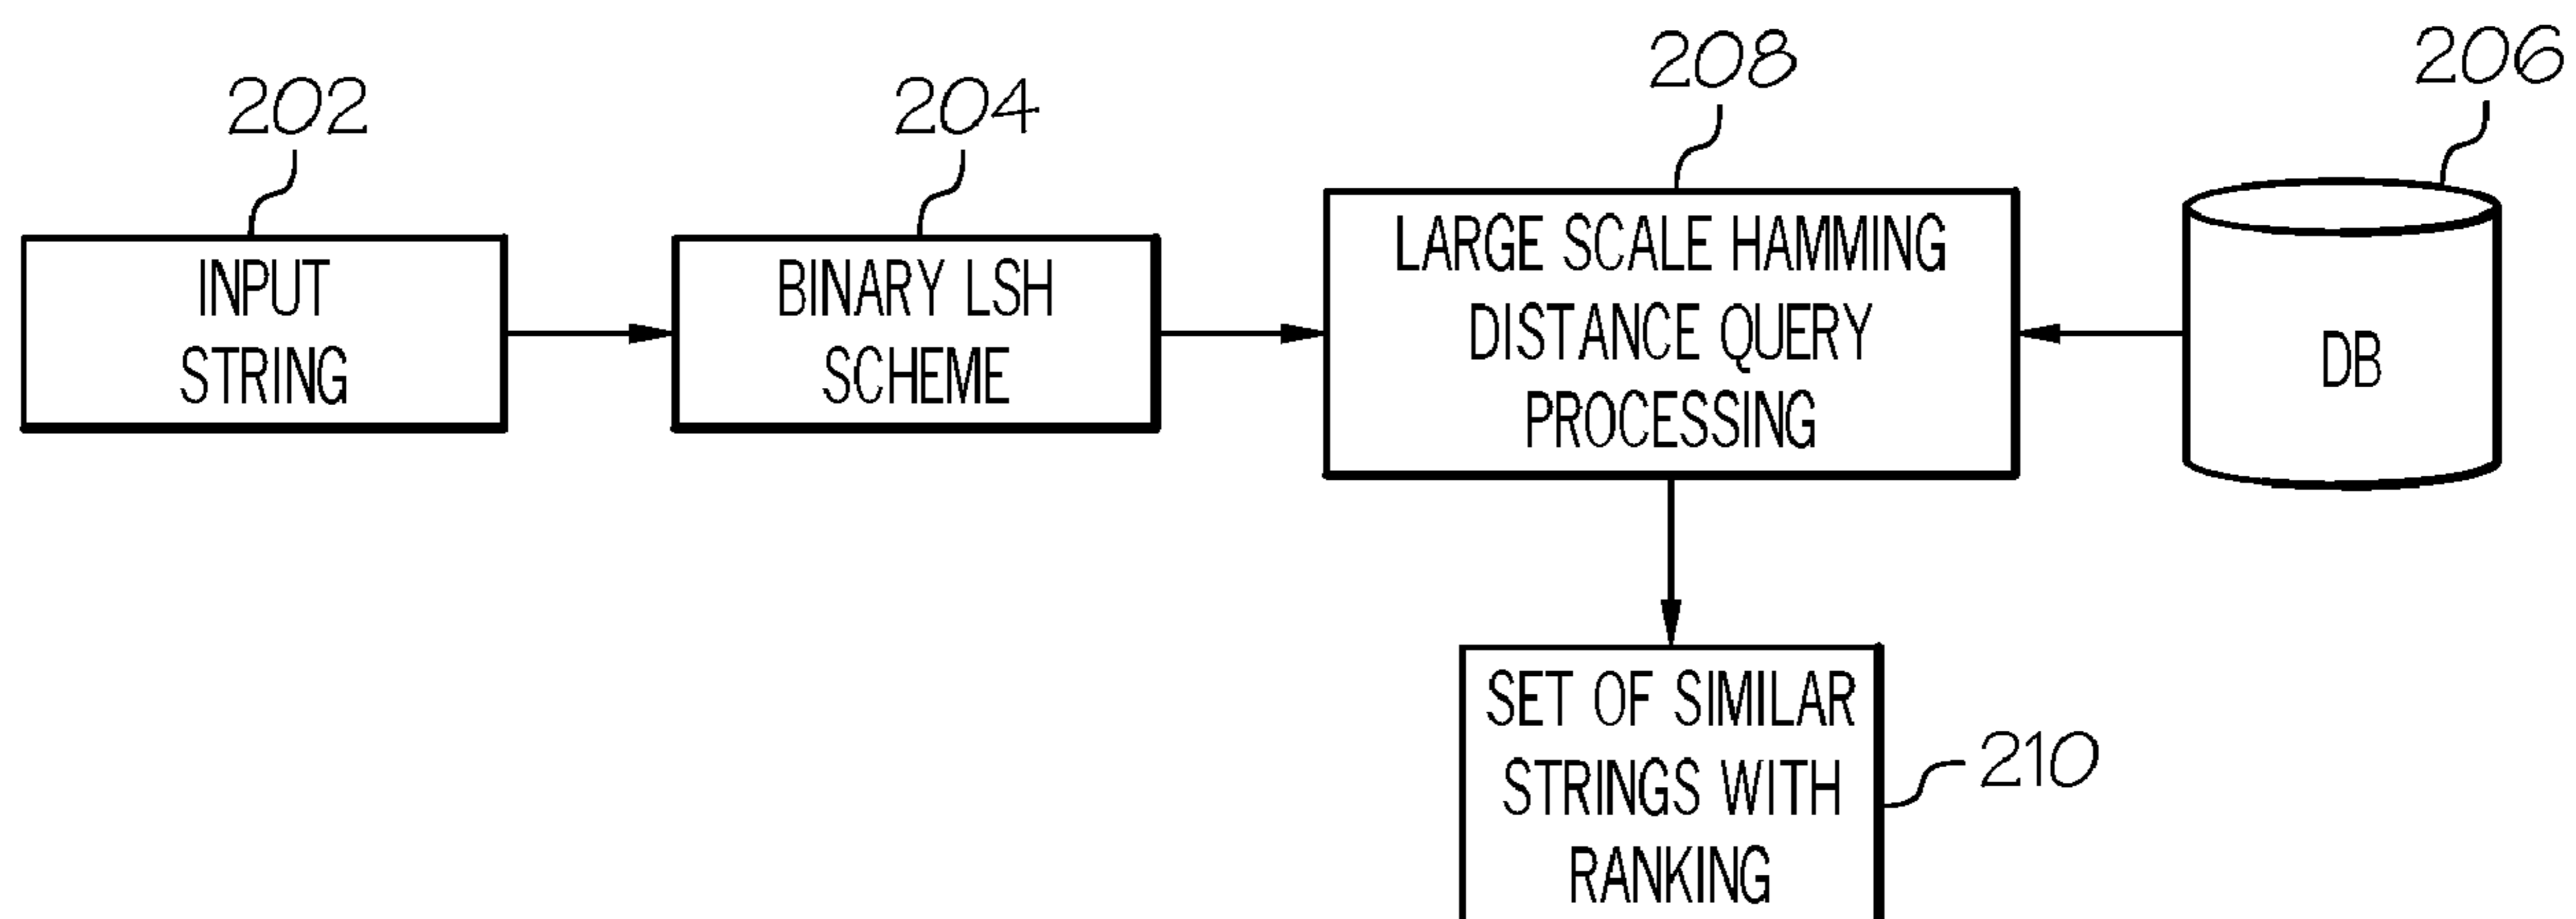 202
204
208
206
INPUT
STRING
BINARY LSH
SCHEME
LARGE SCALE HAMMING
DISTANCE QUERY
PROCESSING
DB
SET OF SIMILAR
STRINGS WITH
RANKING
210